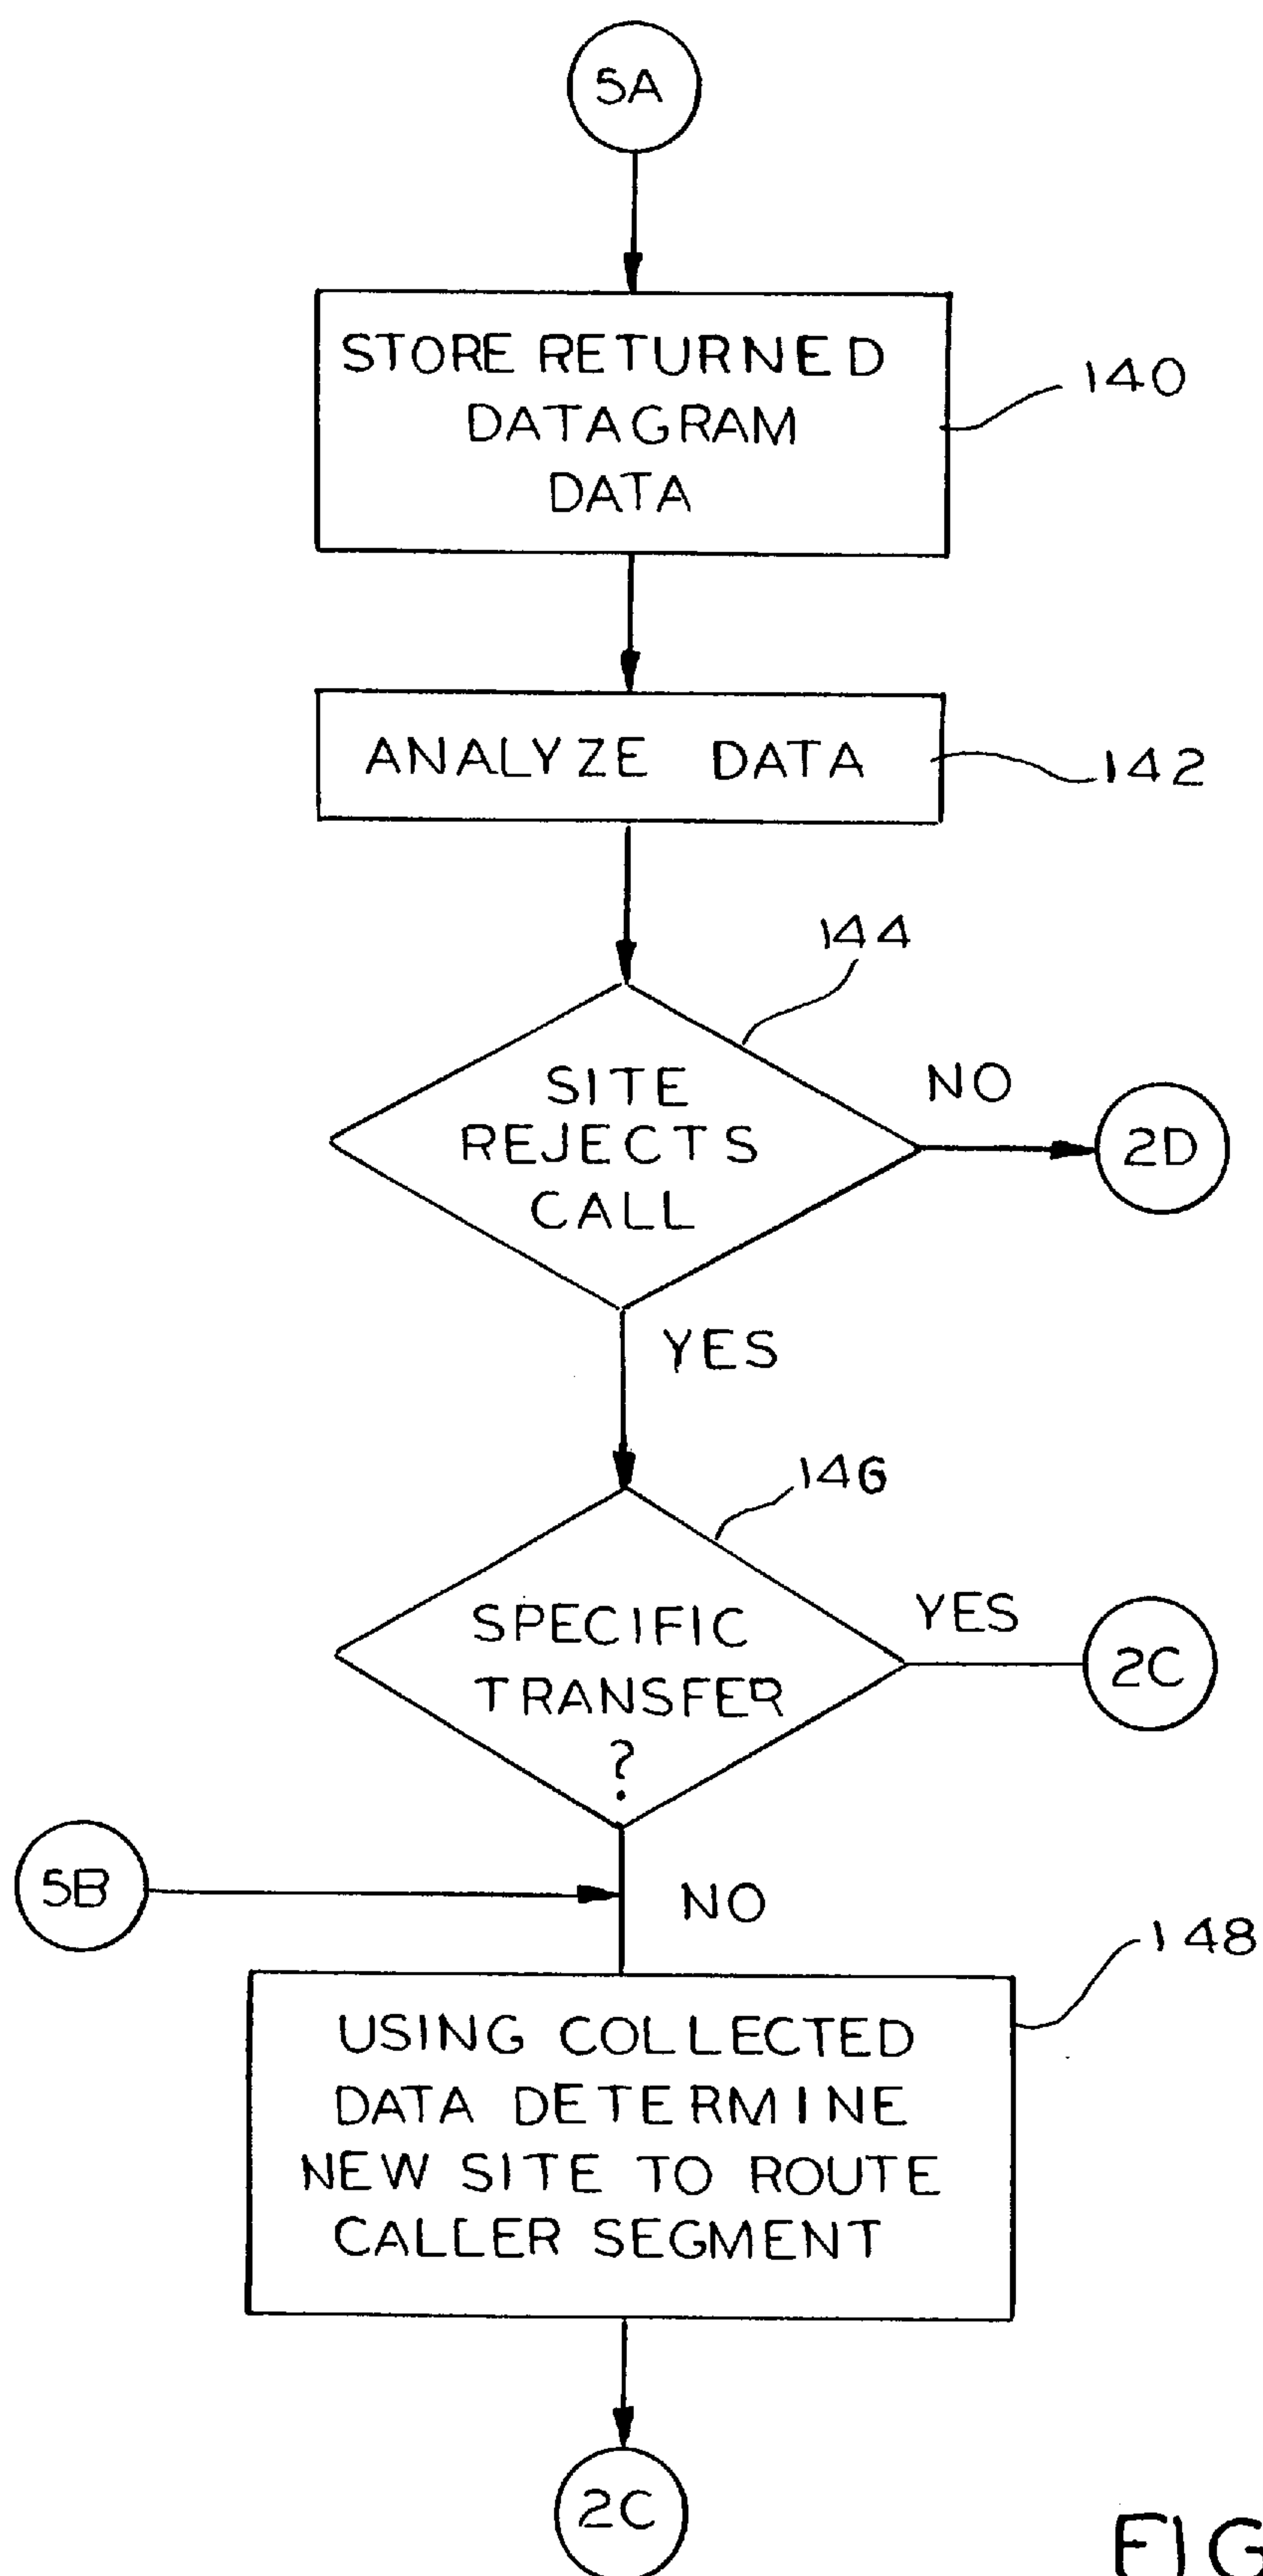 5A
STORE RETURNED
DATAGRAM
DATA
140
ANALYZE DATA
142
144
SITE
REJECTS
CALL
NO
2D
YES
146
SPECIFIC
TRANSFER
?
YES
2C
5B
NO
148
USING COLLECTED
DATA DETERMINE
NEW SITE TO ROUTE
CALLER SEGMENT
2C
FIG